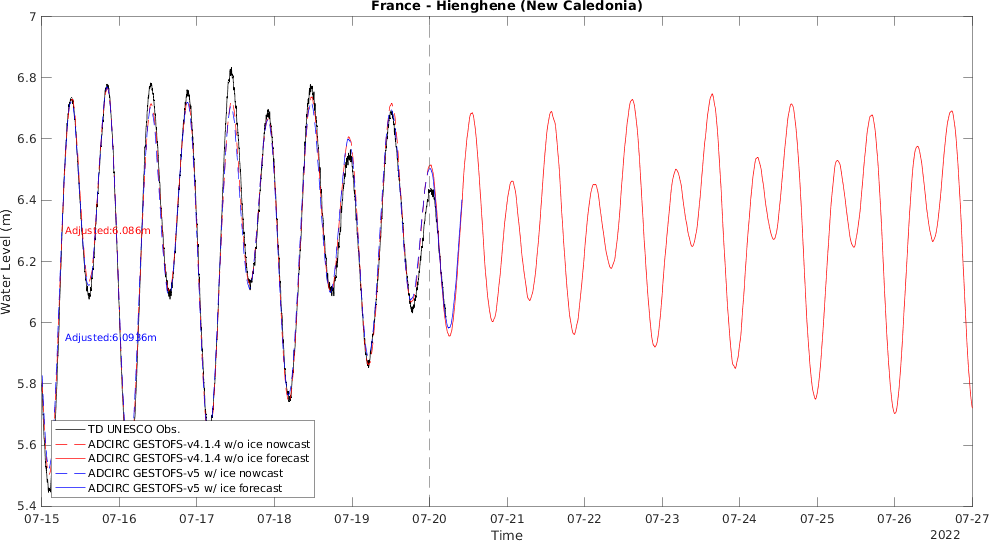 France - Hienghene (New Caledonia)
7
6.8
6.6
6.4
6.2
6
5.8
5.6
5.4
Water Level (m)
Adjusted:6.086m
Adjusted:6.0936m
TD UNESCO Obs.
ADCIRC GESTOFS-v4.1.4 w/o ice nowcast
ADCIRC GESTOFS-v4.1.4 w/o ice forecast
ADCIRC GESTOFS-v5 w/ ice nowcast
ADCIRC GESTOFS-v5 w/ ice forecast
07-15 07-16 07-17 07-18 07-19 07-20 07-21 07-22 07-23 07-24 07-25 07-26 07-27
Time
2022